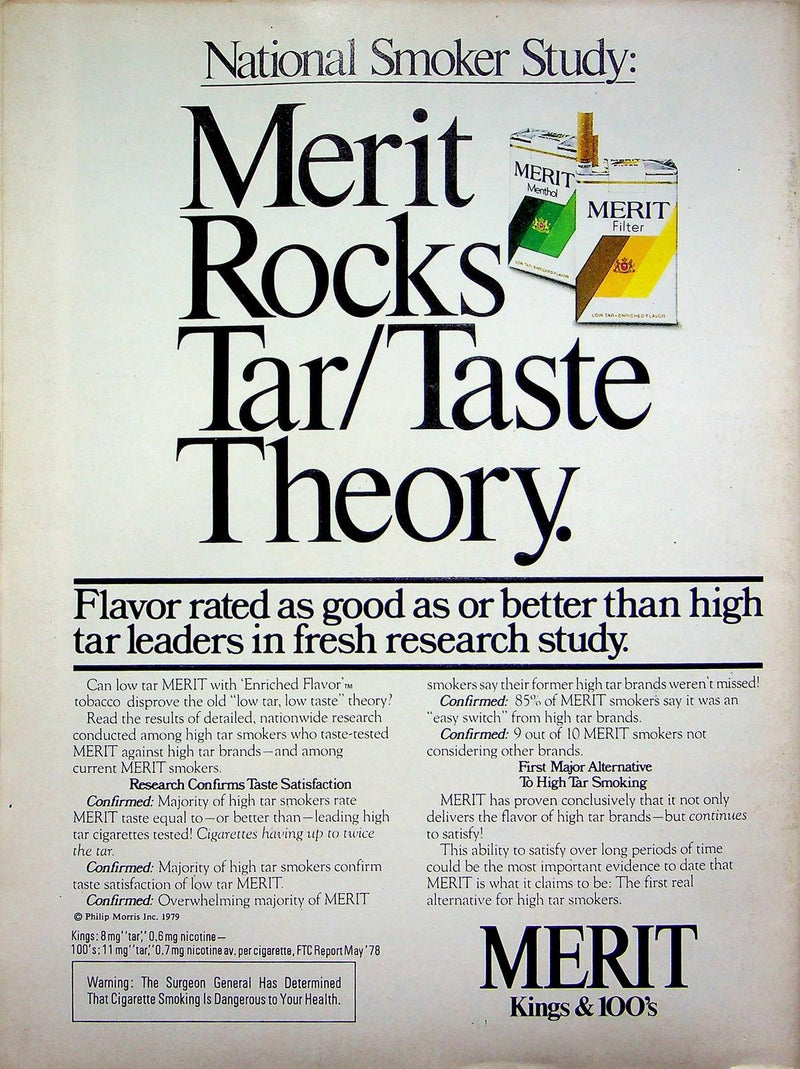 National Smoker Study:
Merit
Rocks
Tar/Taste
Theory.
MERIT
Menthol
LOW TAR-ENRICHED FLAVOR
MERIT
Filter
LOW TAR-ENRICHED FLAVOR
Flavor rated as good as or better than high
tar leaders in fresh research study.
Can low tar MERIT with 'Enriched Flavor'™
tobacco disprove the old "low tar, low taste" theory?
Read the results of detailed, nationwide research
conducted among high tar smokers who taste-tested
MERIT against high tar brands—and among
current MERIT smokers.
Research Confirms Taste Satisfaction
Confirmed: Majority of high tar smokers rate
MERIT taste equal to—or better than—leading high
tar cigarettes tested! Cigarettes having up to twice
the tar.
Confirmed: Majority of high tar smokers confirm
taste satisfaction of low tar MERIT.
Confirmed: Overwhelming majority of MERIT
smokers say their former high tar brands weren't missed!
Confirmed: 85% of MERIT smokers say it was an
"easy switch" from high tar brands.
Confirmed: 9 out of 10 MERIT smokers not
considering other brands.
First Major Alternative
To High Tar Smoking
MERIT has proven conclusively that it not only
delivers the flavor of high tar brands—but continues
to satisfy!
This ability to satisfy over long periods of time
could be the most important evidence to date that
MERIT is what it claims to be: The first real
alternative for high tar smokers.
© Philip Morris Inc. 1979
Kings: 8 mg "tar," 0.6 mg nicotine—
100's: 11 mg "tar," 0.7 mg nicotine av. per cigarette, FTC Report May '78
Warning: The Surgeon General Has Determined
That Cigarette Smoking Is Dangerous to Your Health.
MERIT
Kings & 100's